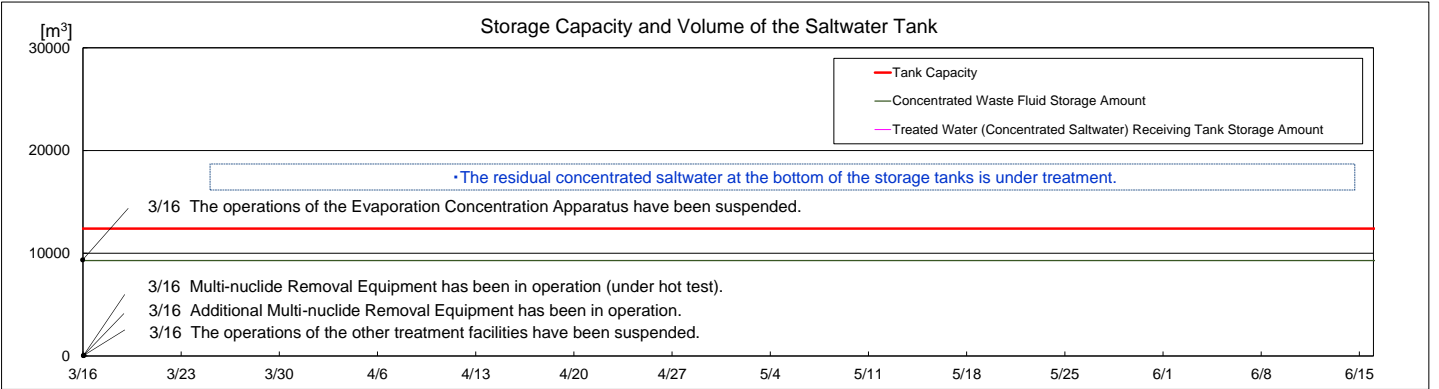 Storage Capacity and Volume of the Saltwater Tank
[m³]
30000
Tank Capacity
Concentrated Waste Fluid Storage Amount
Treated Water (Concentrated Saltwater) Receiving Tank Storage Amount
20000
・The residual concentrated saltwater at the bottom of the storage tanks is under treatment.
3/16 The operations of the Evaporation Concentration Apparatus have been suspended.
10000
3/16 Multi-nuclide Removal Equipment has been in operation (under hot test).
3/16 Additional Multi-nuclide Removal Equipment has been in operation.
3/16 The operations of the other treatment facilities have been suspended.
0
3/16 3/23 3/30 4/6 4/13 4/20 4/27 5/4 5/11 5/18 5/25 6/1 6/8 6/15